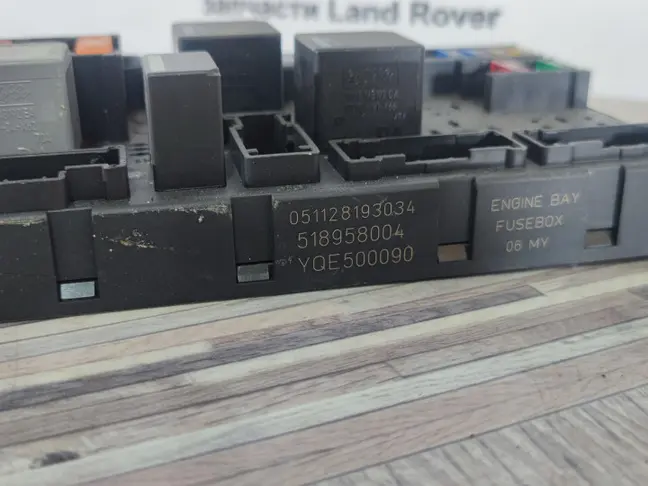 запчасти Land Rover
051128193034
518958004
YQE500090
ENGINE BAY
FUSEBOX
06 MY